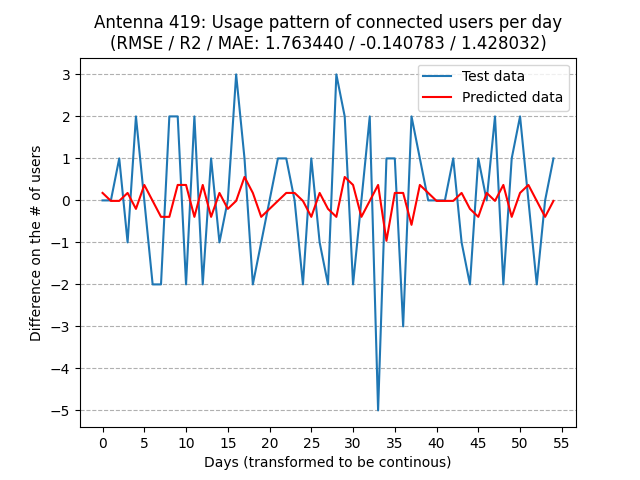 Antenna 419: Usage pattern of connected users per day
(RMSE / R2 / MAE: 1.763440 / -0.140783 / 1.428032)
Test data
Predicted data
Difference on the # of users
3
2
1
0
−1
−2
−3
−4
−5
0 5 10 15 20 25 30 35 40 45 50 55
Days (transformed to be continous)